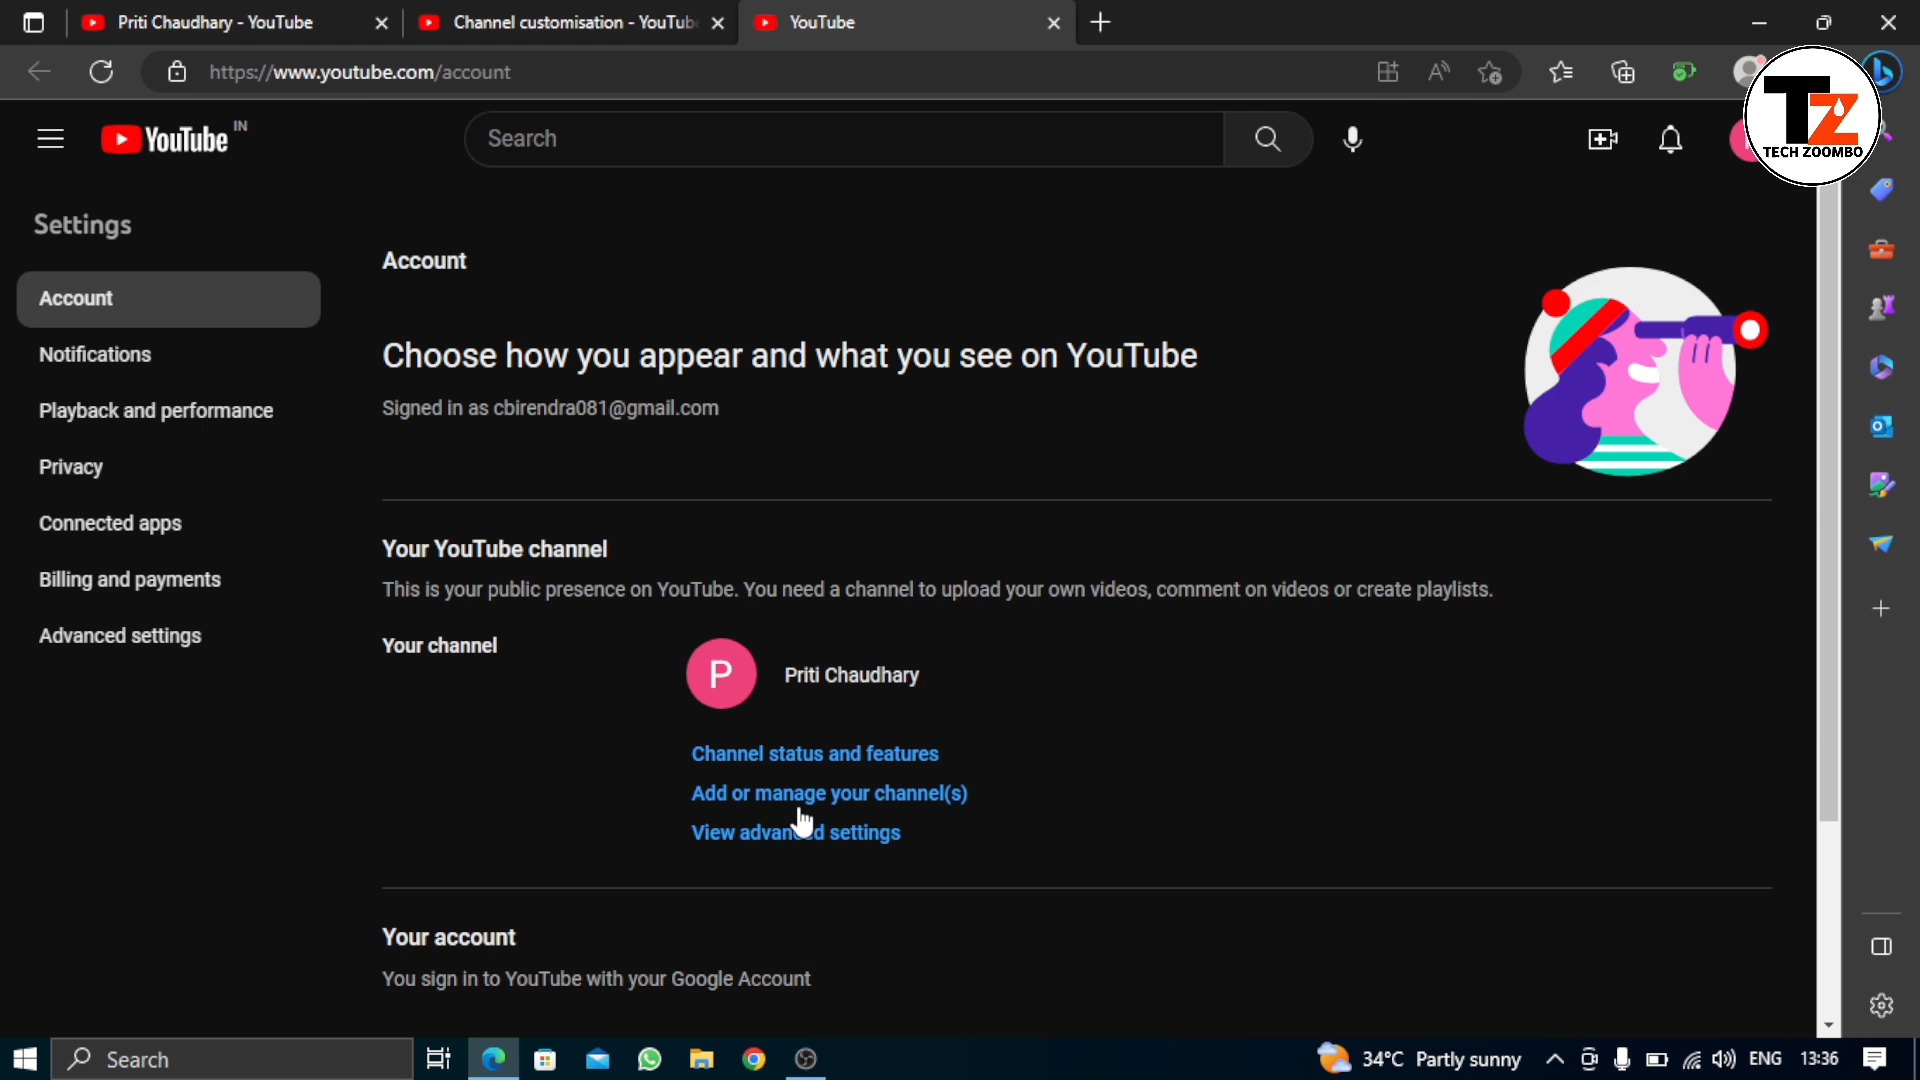 Priti Chaudhary - YouTube
Channel customisation - YouTub
YouTube
https://www.youtube.com/account
YouTube IN
Search
TZ
TECH ZOOMBO
Settings
Account
Notifications
Playback and performance
Privacy
Connected apps
Billing and payments
Advanced settings
Account
Choose how you appear and what you see on YouTube
Signed in as cbirendra081@gmail.com
Your YouTube channel
This is your public presence on YouTube. You need a channel to upload your own videos, comment on videos or create playlists.
Your channel
P
Priti Chaudhary
Channel status and features
Add or manage your channel(s)
View advanced settings
Your account
You sign in to YouTube with your Google Account
Search
34°C Partly sunny
ENG
13:36